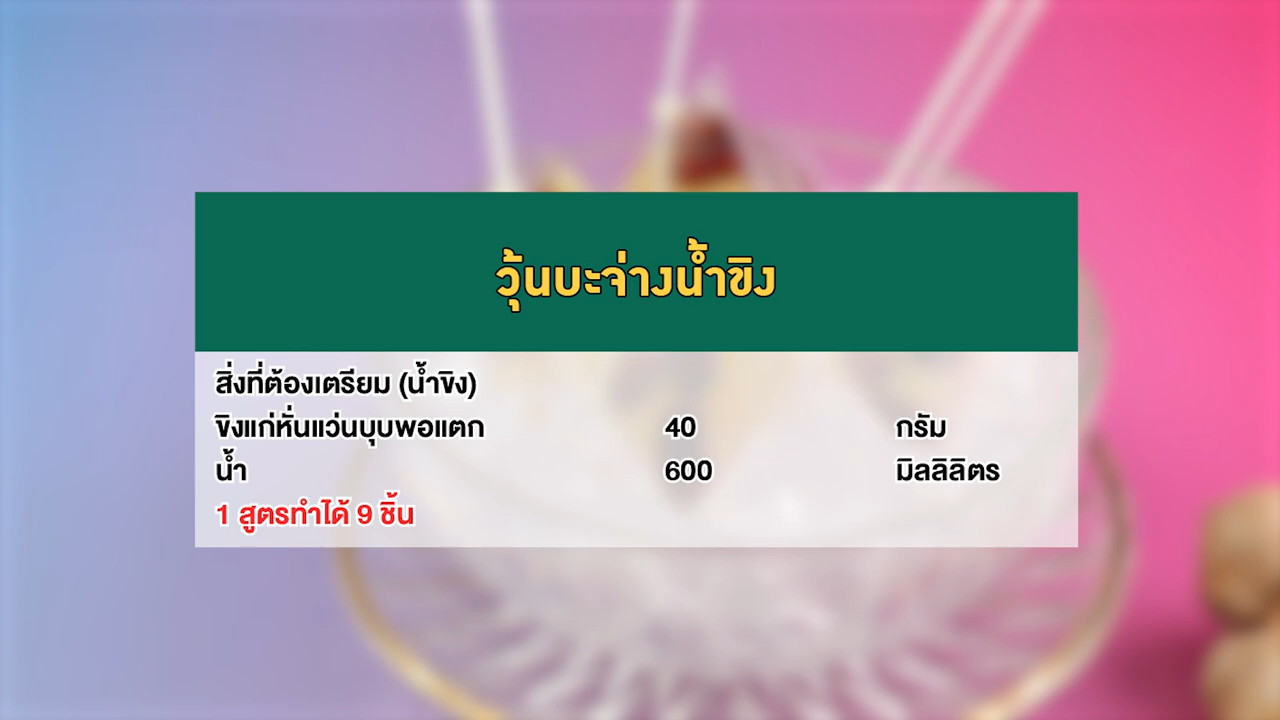 วุ้นบะจ่างน้ำขิง
สิ่งที่ต้องเตรียม (น้ำขิง)
ขิงแก่หั่นแว่นบุบพอแตก 40 กรัม
น้ำ 600 มิลลิลิตร
1 สูตรทำได้ 9 ชิ้น